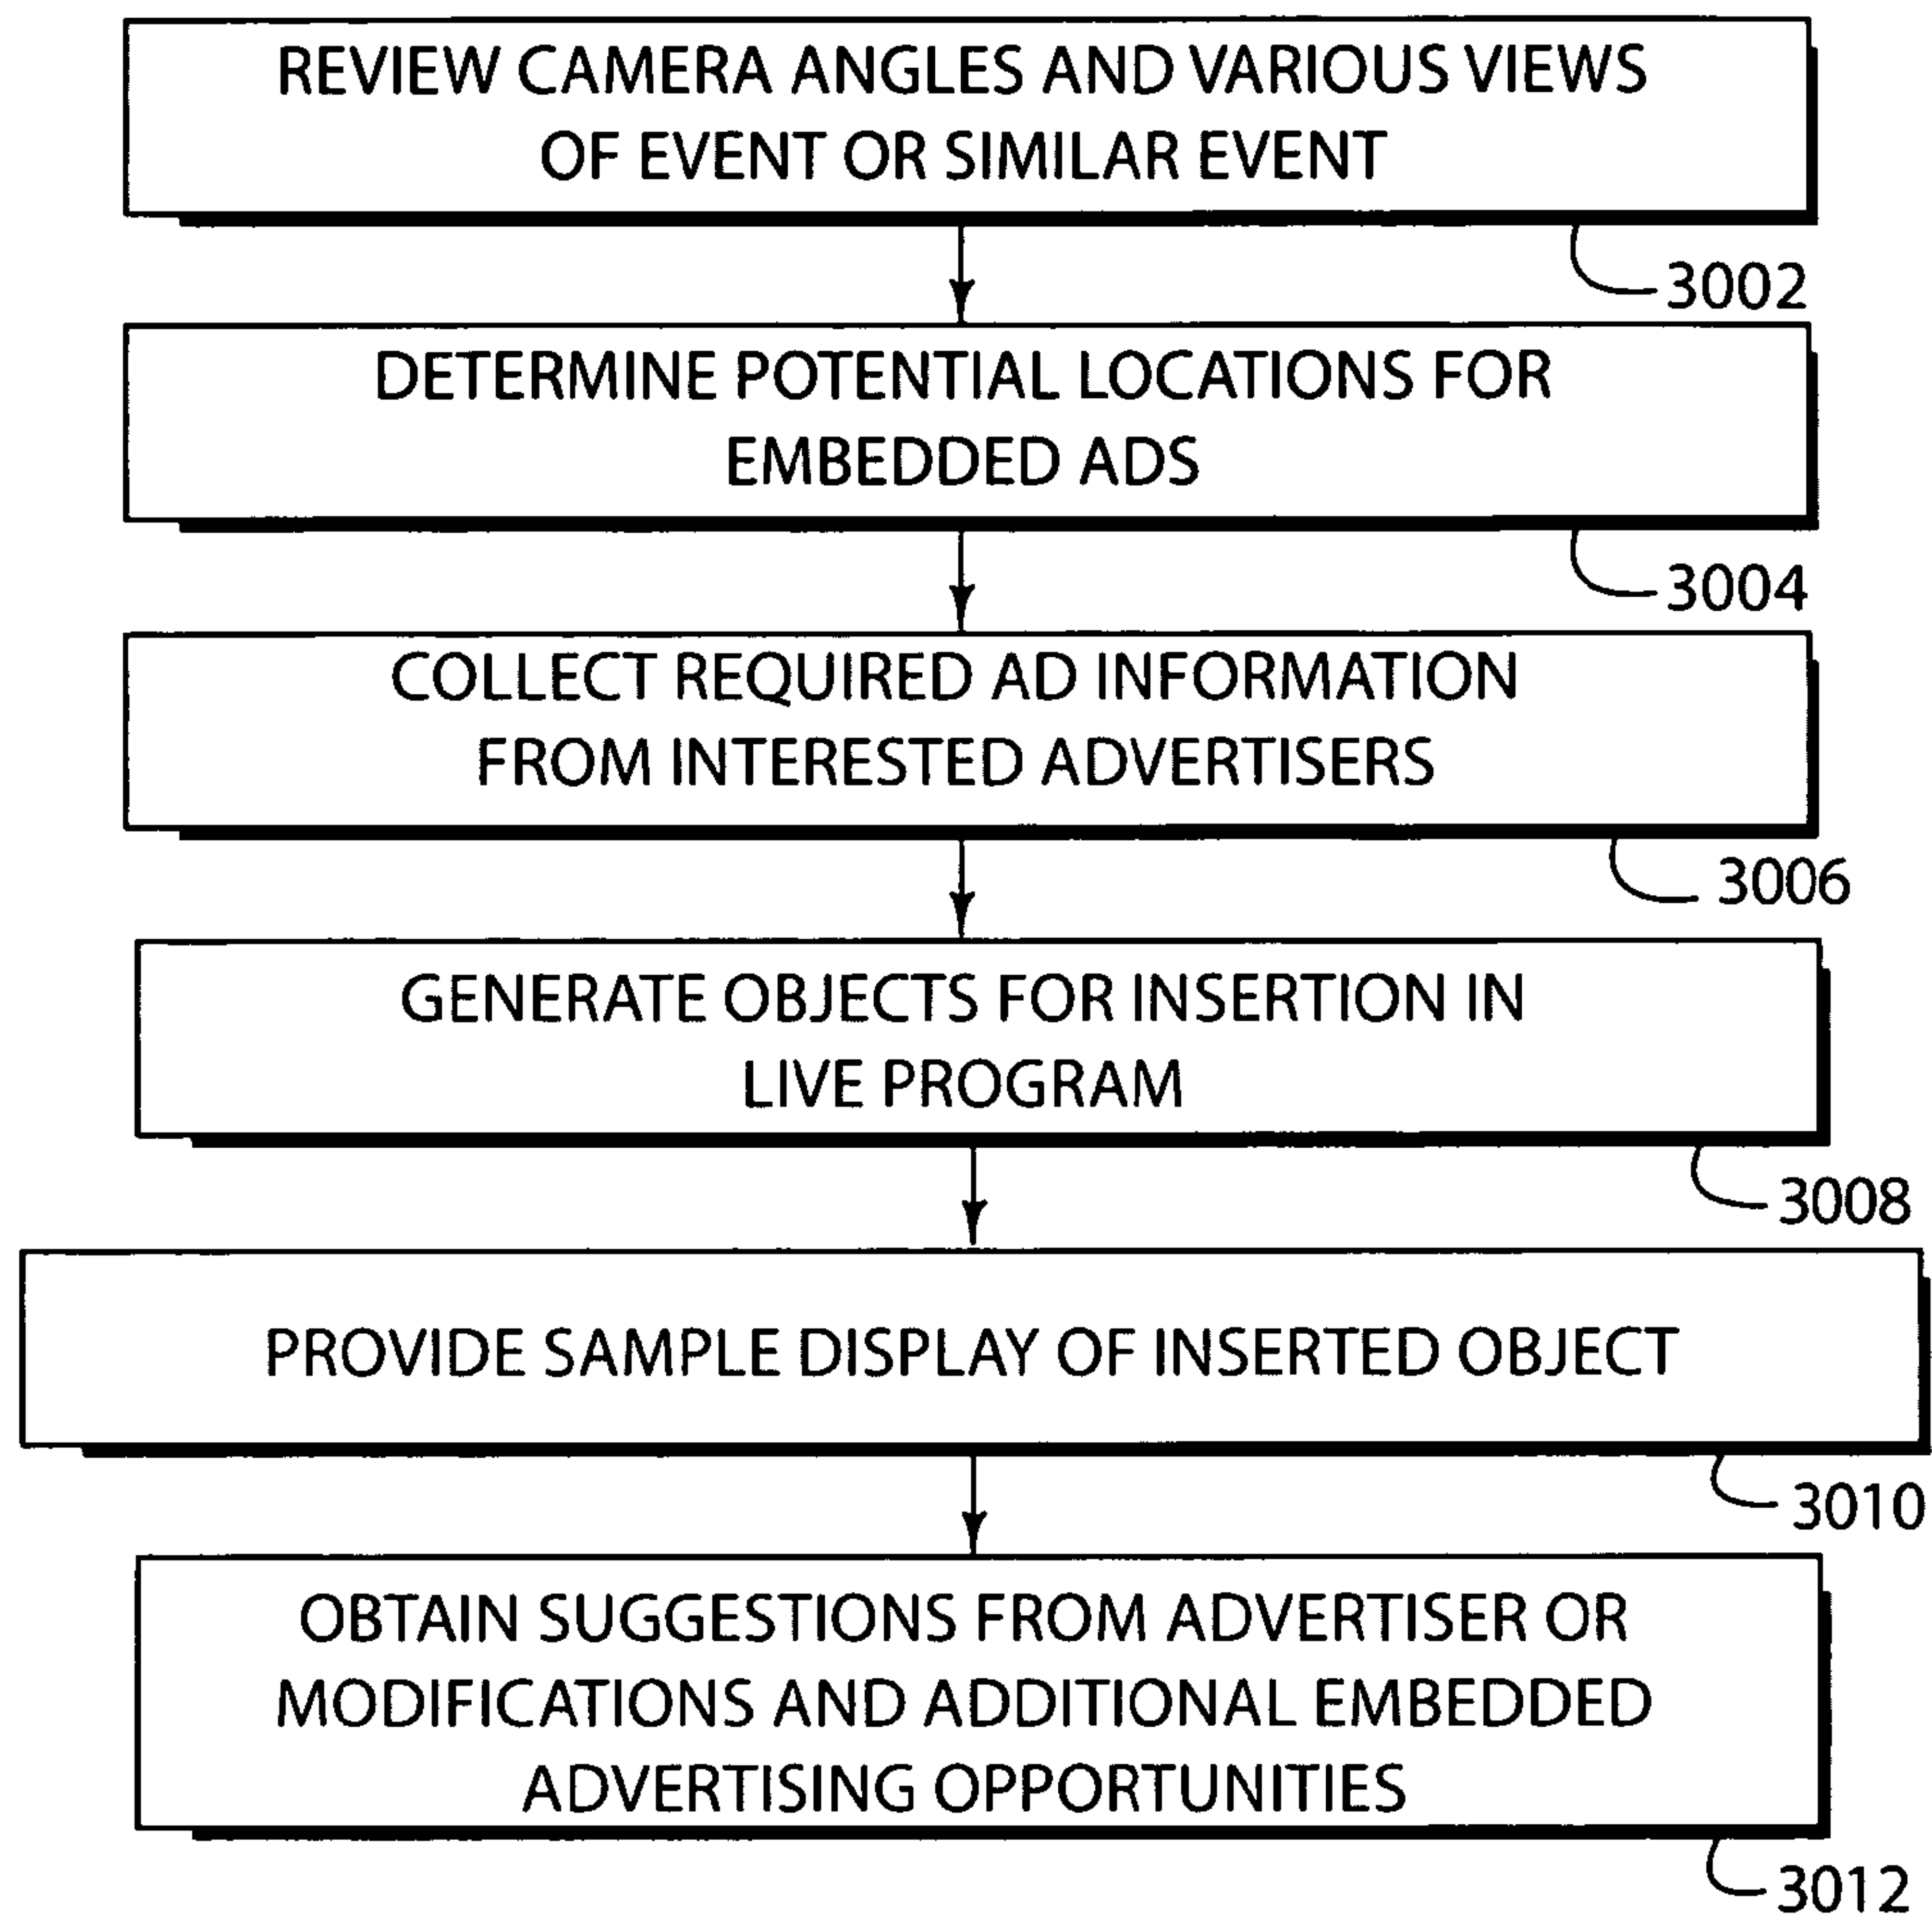 REVIEW CAMERA ANGLES AND VARIOUS VIEWS
OF EVENT OR SIMILAR EVENT
3002
DETERMINE POTENTIAL LOCATIONS FOR
EMBEDDED ADS
3004
COLLECT REQUIRED AD INFORMATION
FROM INTERESTED ADVERTISERS
3006
GENERATE OBJECTS FOR INSERTION IN
LIVE PROGRAM
3008
PROVIDE SAMPLE DISPLAY OF INSERTED OBJECT
3010
OBTAIN SUGGESTIONS FROM ADVERTISER OR
MODIFICATIONS AND ADDITIONAL EMBEDDED
ADVERTISING OPPORTUNITIES
3012